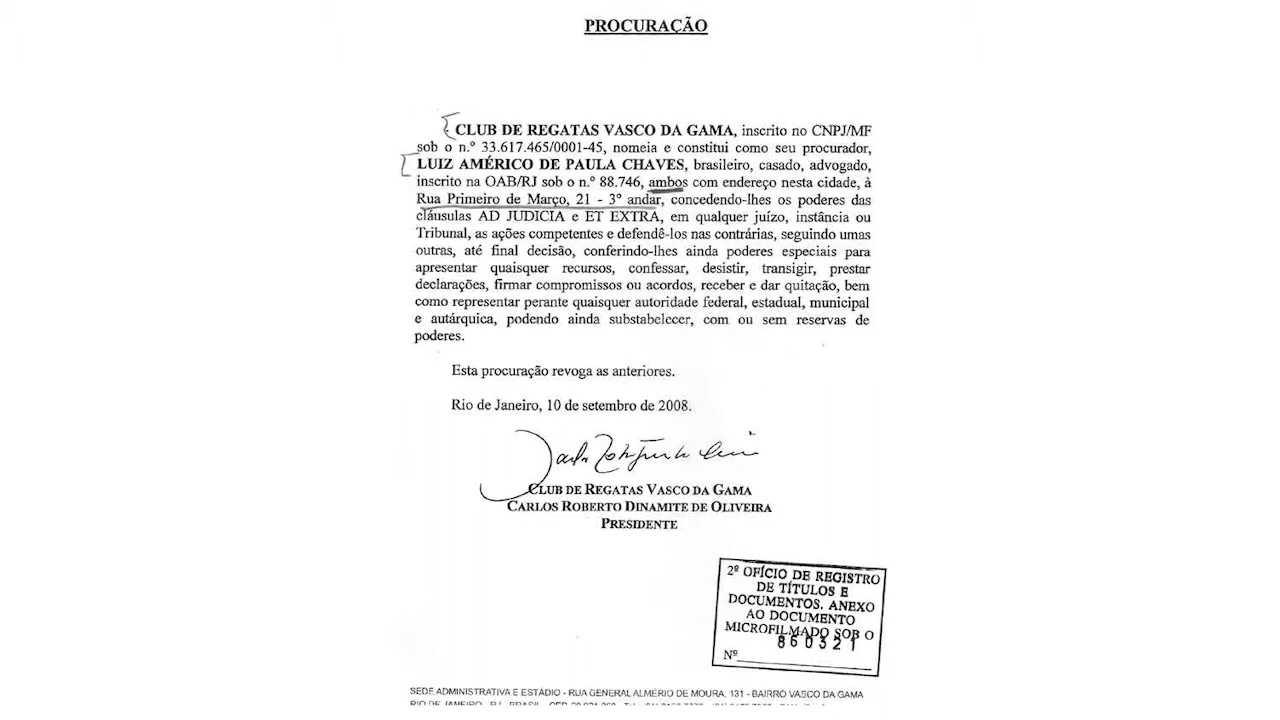 PROCURAÇÃO
CLUB DE REGATAS VASCO DA GAMA, inscrito no CNPJ/MF
sob o n.º 33.617.465/0001-45, nomeia e constitui como seu procurador,
LUIZ AMÉRICO DE PAULA CHAVES, brasileiro, casado, advogado,
inscrito na OAB/RJ sob o n.º 88.746, ambos com endereço nesta cidade, à
Rua Primeiro de Março, 21 - 3º andar, concedendo-lhes os poderes das
cláusulas AD JUDICIA e ET EXTRA, em qualquer juízo, instância ou
Tribunal, as ações competentes e defendê-los nas contrárias, seguindo umas
outras, até final decisão, conferindo-lhes ainda poderes especiais para
apresentar quaisquer recursos, confessar, desistir, transigir, prestar
declarações, firmar compromissos ou acordos, receber e dar quitação, bem
como representar perante quaisquer autoridade federal, estadual, municipal
e autárquica, podendo ainda substabelecer, com ou sem reservas de
poderes.
Esta procuração revoga as anteriores.
Rio de Janeiro, 10 de setembro de 2008.
CLUB DE REGATAS VASCO DA GAMA
CARLOS ROBERTO DINAMITE DE OLIVEIRA
PRESIDENTE
2º OFÍCIO DE REGISTRO
DE TÍTULOS E
DOCUMENTOS. ANEXO
AO DOCUMENTO
MICROFILMADO SOB O
860321
Nº
SEDE ADMINISTRATIVA E ESTÁDIO - RUA GENERAL ALMÉRIO DE MOURA, 131 - BAIRRO VASCO DA GAMA